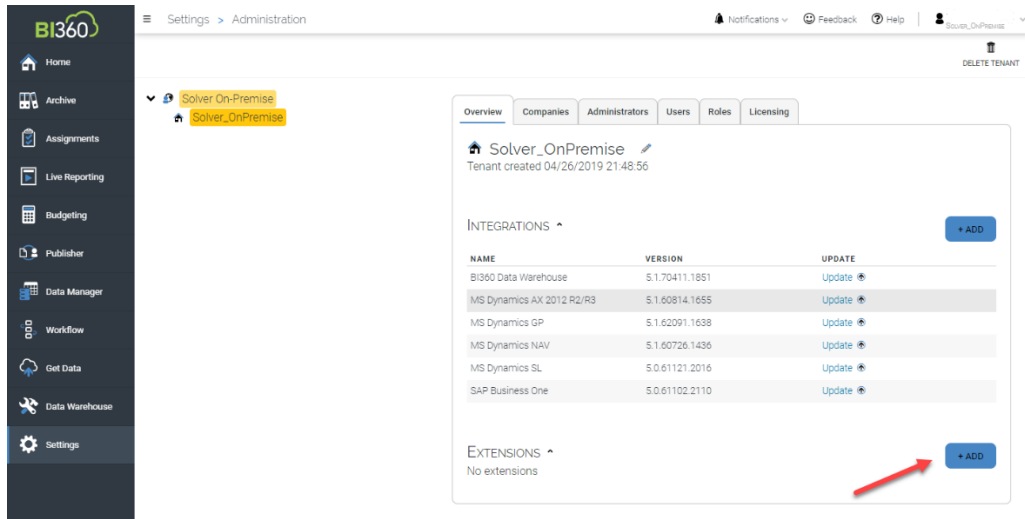 BI360
Settings > Administration
Notifications
Feedback
Help
Solver_OnPremise
DELETE TENANT
Home
Archive
Assignments
Live Reporting
Budgeting
Publisher
Data Manager
Workflow
Get Data
Data Warehouse
Settings
Solver On-Premise
Solver_OnPremise
Overview Companies Administrators Users Roles Licensing
Solver_OnPremise
Tenant created 04/26/2019 21:48:56
INTEGRATIONS
+ ADD
NAME VERSION UPDATE
BI360 Data Warehouse 5.1.70411.1851 Update
MS Dynamics AX 2012 R2/R3 5.1.60814.1655 Update
MS Dynamics GP 5.1.62091.1638 Update
MS Dynamics NAV 5.1.60726.1436 Update
MS Dynamics SL 5.0.61121.2016 Update
SAP Business One 5.0.61102.2110 Update
EXTENSIONS
+ ADD
No extensions